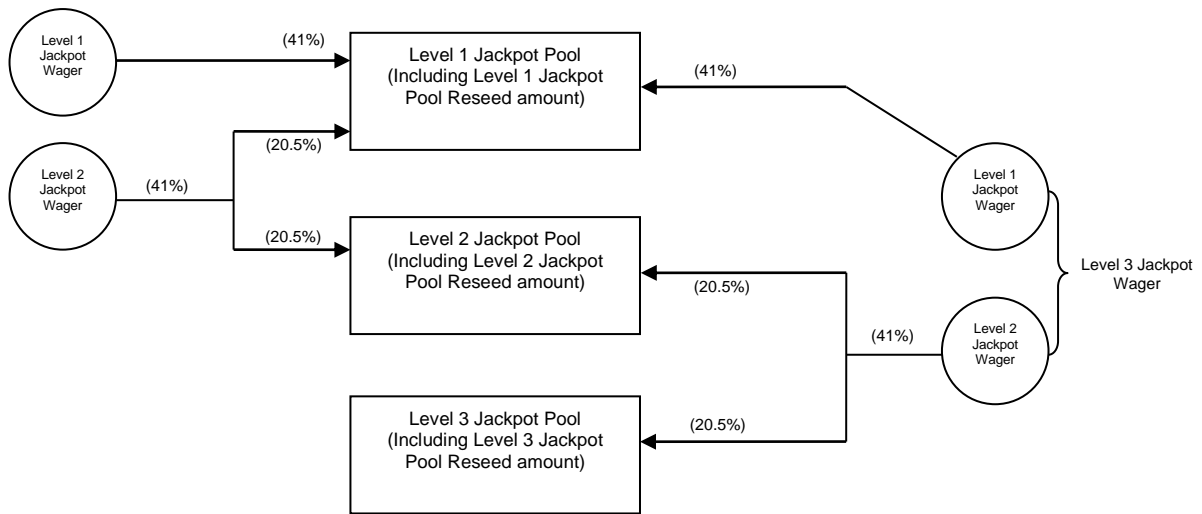 Level 1
Jackpot
Wager
(41%)
Level 1 Jackpot Pool
(Including Level 1 Jackpot
Pool Reseed amount)
(41%)
(20.5%)
Level 2
Jackpot
Wager
(41%)
(20.5%)
Level 2 Jackpot Pool
(Including Level 2 Jackpot
Pool Reseed amount)
(20.5%)
Level 1
Jackpot
Wager
Level 3 Jackpot
Wager
(41%)
Level 2
Jackpot
Wager
Level 3 Jackpot Pool
(Including Level 3 Jackpot
Pool Reseed amount)
(20.5%)